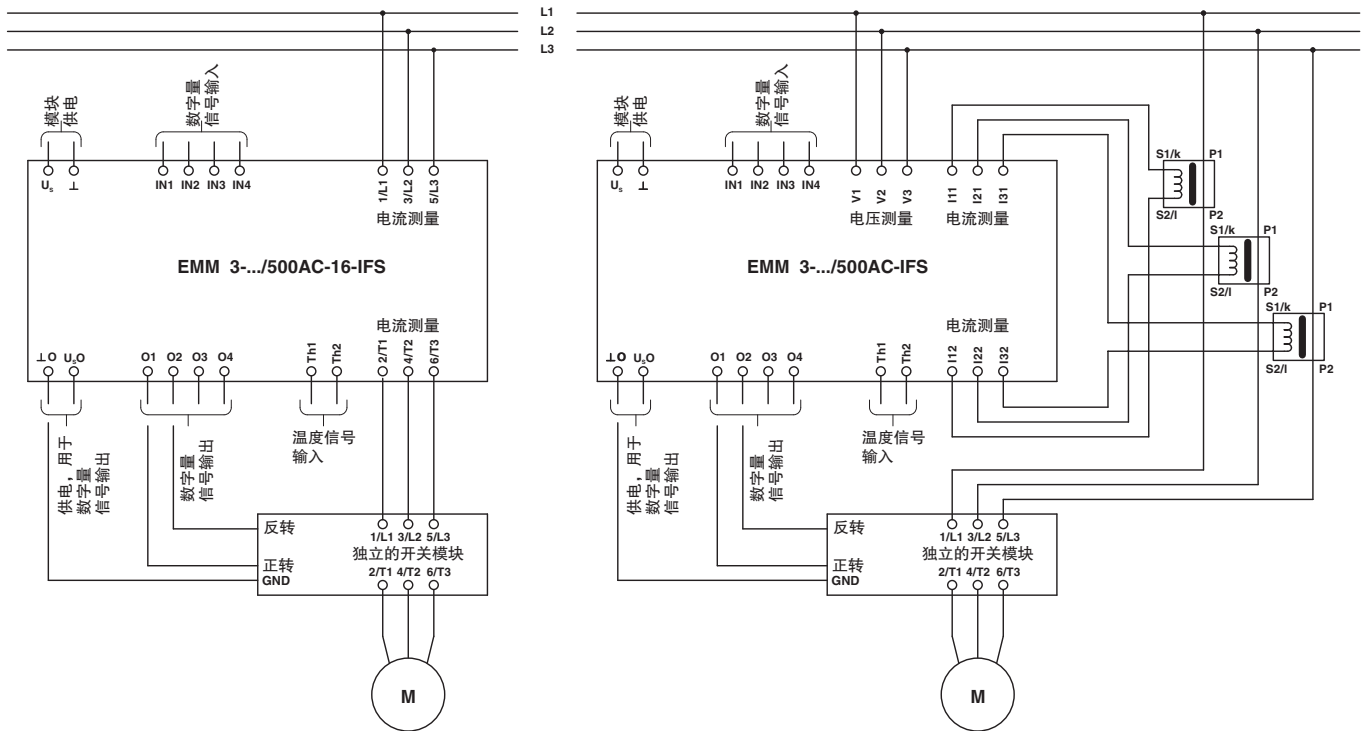 L1
L2
L3
模块
供电
数字量
信号输入
Us
⊥
IN1 IN2 IN3 IN4
1/L1
3/L2
5/L3
电流测量
EMM 3-.../500AC-16-IFS
电流测量
⊥O UsO
O1 O2 O3 O4
Th1
Th2
2/T1
4/T2
6/T3
供电，用于
数字量
信号输出
数字量
信号输出
温度信号
输入
反转
正转
GND
1/L1 3/L2 5/L3
独立的开关模块
2/T1 4/T2 6/T3
M
模块
供电
数字量
信号输入
Us
⊥
IN1 IN2 IN3 IN4
V1
V2
V3
I11
I21
I31
电压测量 电流测量
EMM 3-.../500AC-IFS
电流测量
⊥O UsO
O1 O2 O3 O4
Th1
Th2
I12
I22
I32
S1/k P1
S2/l P2
S1/k P1
S2/l P2
S1/k P1
S2/l P2
供电，用于
数字量
信号输出
数字量
信号输出
温度信号
输入
反转
正转
GND
1/L1 3/L2 5/L3
独立的开关模块
2/T1 4/T2 6/T3
M